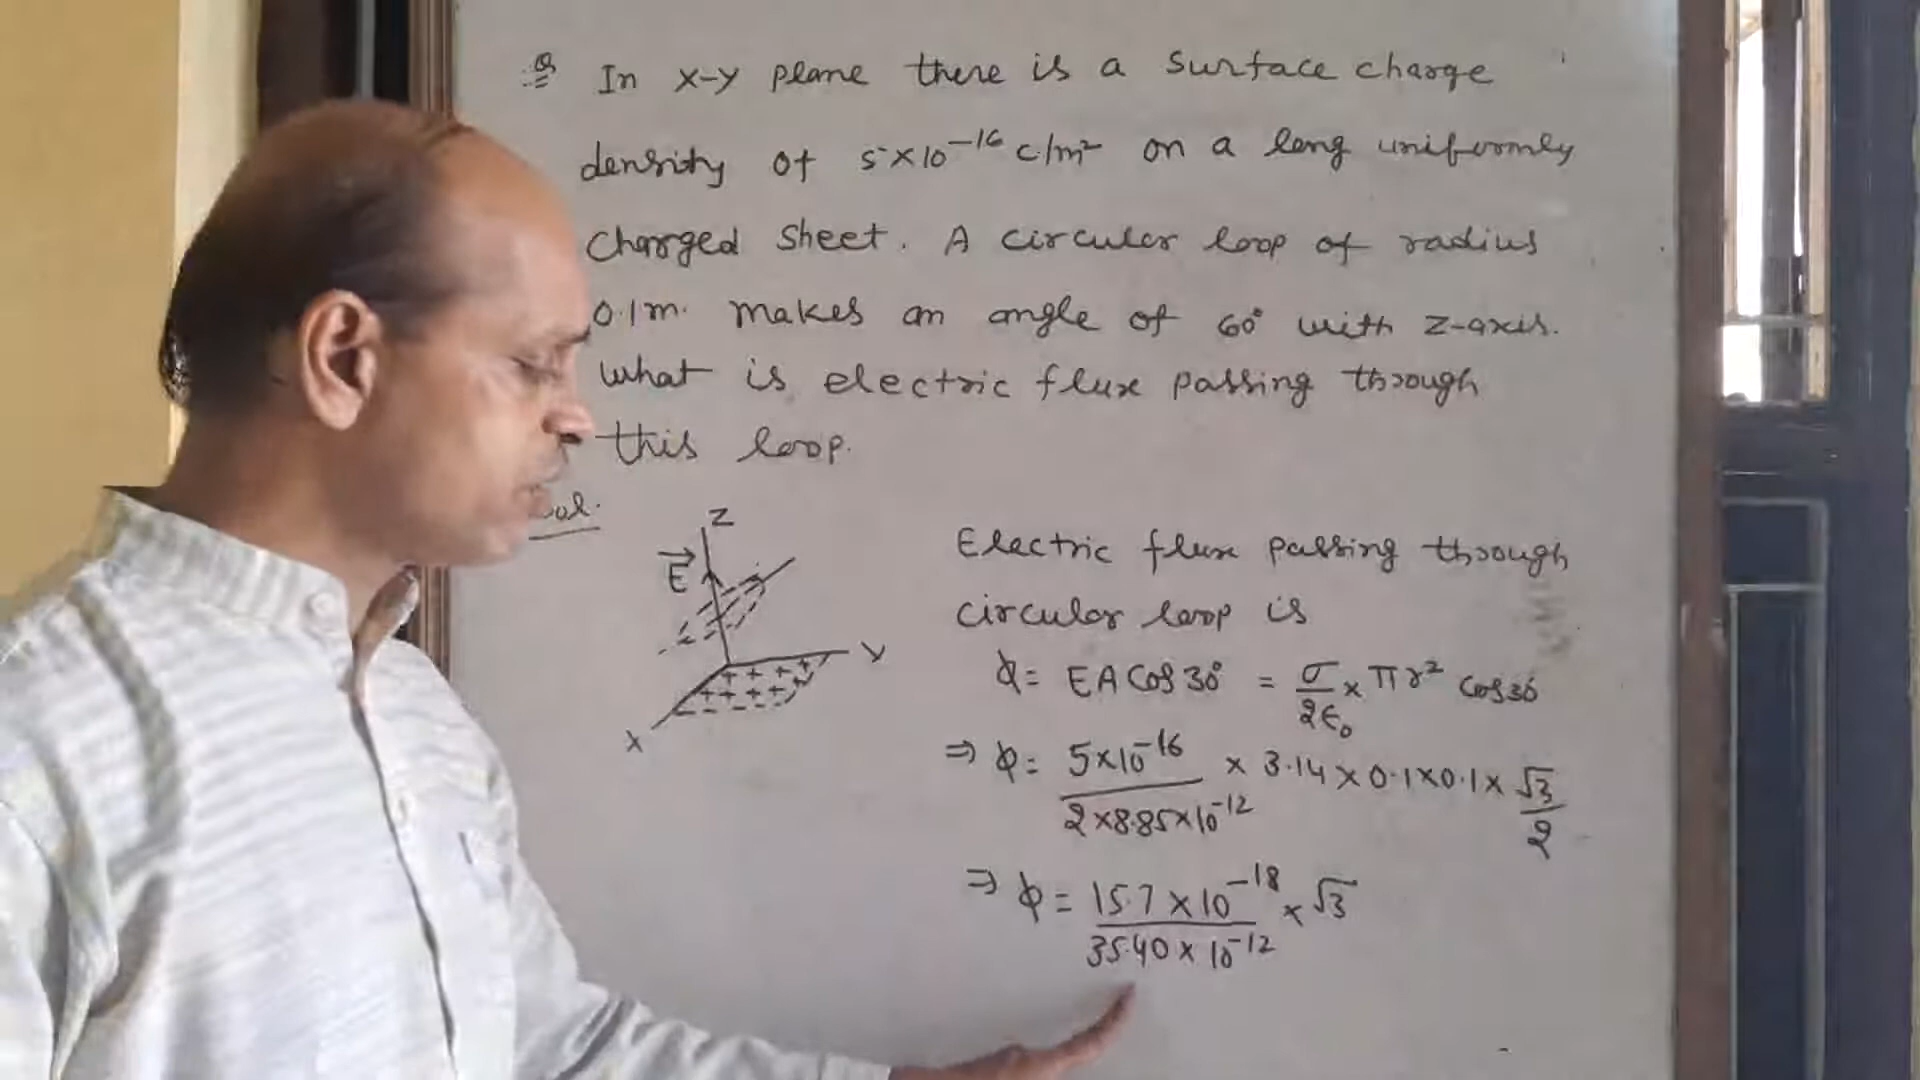 Q In x-y plane there is a surface charge
density of 5×10⁻¹⁶ c/m² on a long uniformly
charged sheet. A circular loop of radius
0.1m. makes an angle of 60° with z-axis.
what is electric flux passing through
this loop.
Sol.
Z
E⃗
Y
X
Electric flux passing through
circular loop is
ϕ = EA Cos 30° = σ/2ϵ₀ × πr² cos 30°
⇒ ϕ = 5×10⁻¹⁶/2×8.85×10⁻¹² × 3.14 × 0.1×0.1× √3/2
⇒ ϕ = 15.7×10⁻¹⁸/35.40×10⁻¹² × √3